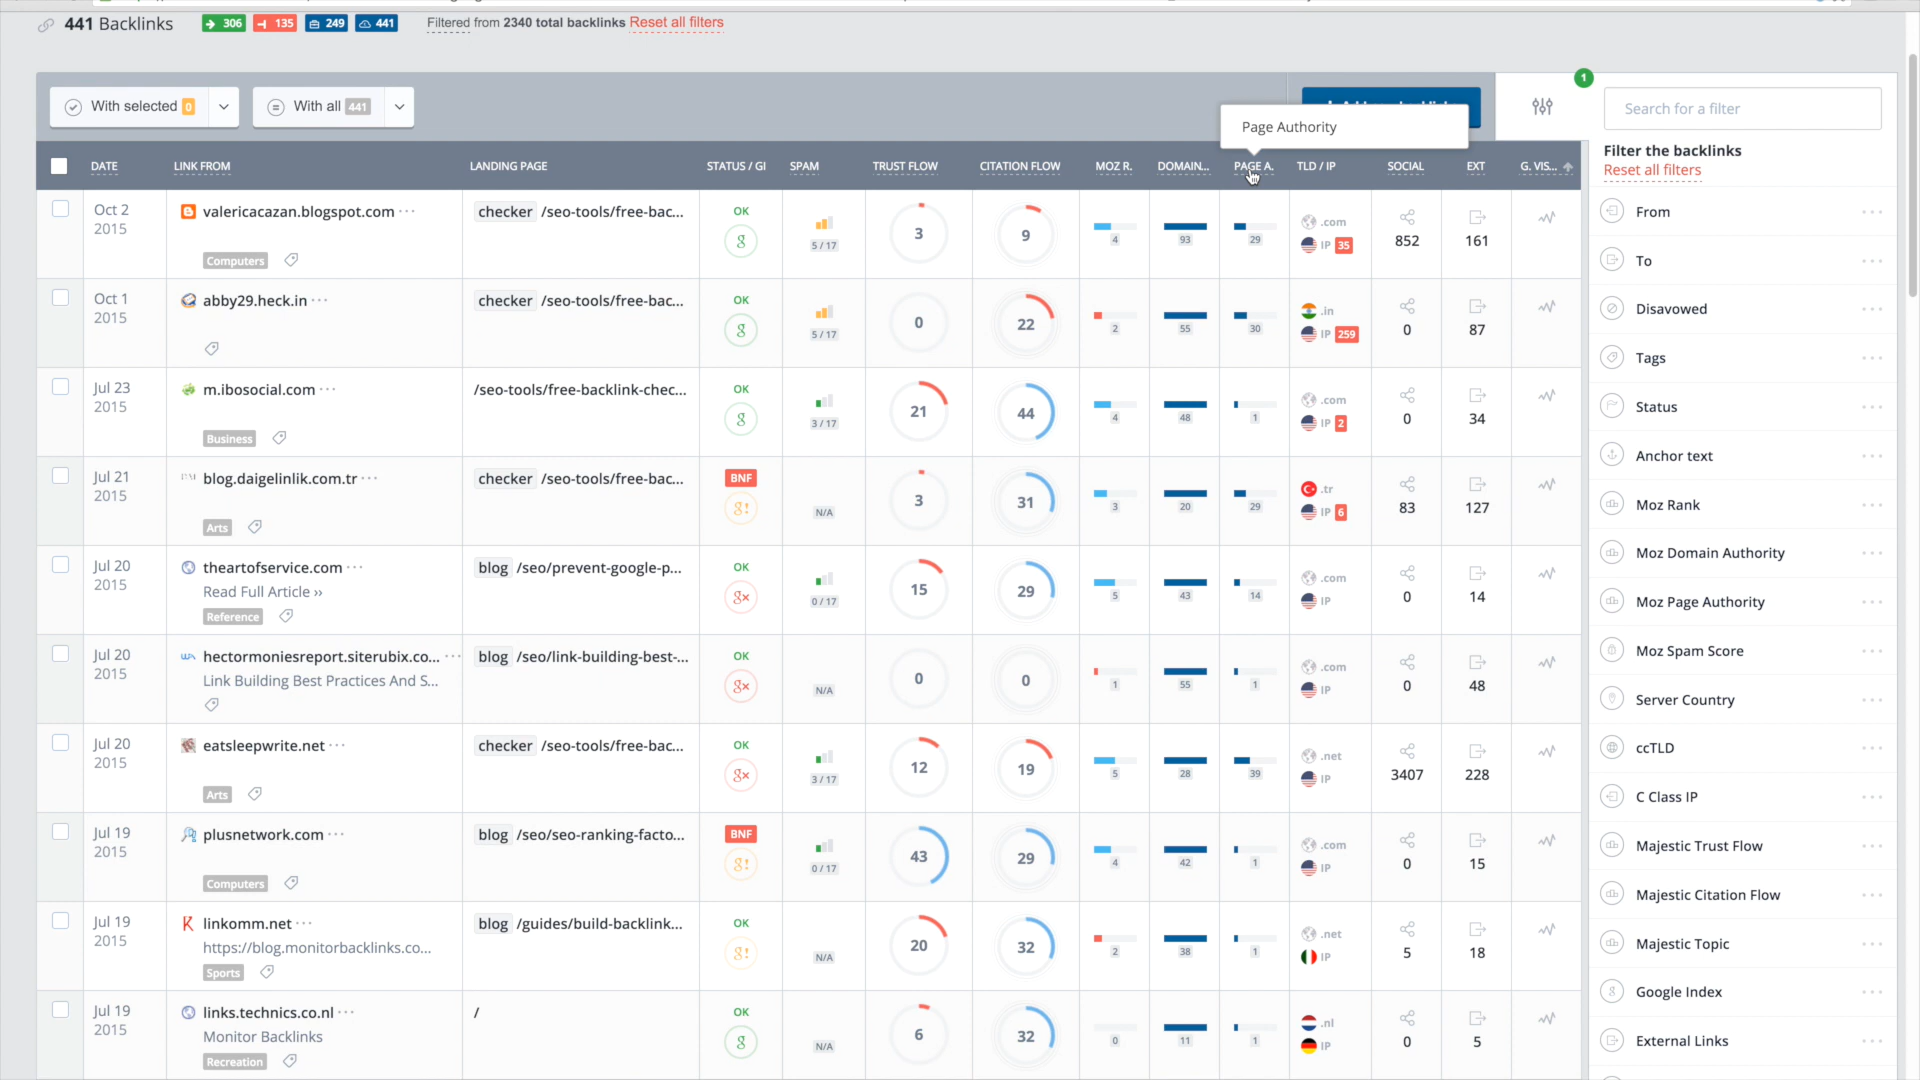 441 Backlinks 306 135 249 441 Filtered from 2340 total backlinks Reset all filters
With selected 0 With all 441
1
Search for a filter
Page Authority
DATE LINK FROM LANDING PAGE STATUS / GI SPAM TRUST FLOW CITATION FLOW MOZ R. DOMAIN... PAGE A. TLD / IP SOCIAL EXT G. VIS...
Oct 2 2015 valericacazan.blogspot.com ··· checker /seo-tools/free-bac... OK 5 / 17 3 9 4 93 29 .com IP 35 852 161
Computers
Oct 1 2015 abby29.heck.in ··· checker /seo-tools/free-bac... OK 5 / 17 0 22 2 55 30 .in IP 259 0 87
Jul 23 2015 m.ibosocial.com ··· /seo-tools/free-backlink-chec... OK 3 / 17 21 44 4 48 1 .com IP 2 0 34
Business
Jul 21 2015 blog.daigelinlik.com.tr ··· checker /seo-tools/free-bac... BNF N/A 3 31 3 20 29 .tr IP 6 83 127
Arts
Jul 20 2015 theartofservice.com ··· blog /seo/prevent-google-p... OK 0 / 17 15 29 5 43 14 .com IP 0 14
Read Full Article ››
Reference
Jul 20 2015 hectormoniesreport.siterubix.co... ··· blog /seo/link-building-best-... OK N/A 0 0 1 55 1 .com IP 0 48
Link Building Best Practices And S...
Jul 20 2015 eatsleepwrite.net ··· checker /seo-tools/free-bac... OK 3 / 17 12 19 5 28 39 .net IP 3407 228
Arts
Jul 19 2015 plusnetwork.com ··· blog /seo/seo-ranking-facto... BNF 0 / 17 43 29 4 42 1 .com IP 0 15
Computers
Jul 19 2015 linkomm.net ··· blog /guides/build-backlink... OK N/A 20 32 2 38 1 .net IP 5 18
https://blog.monitorbacklinks.co...
Sports
Jul 19 2015 links.technics.co.nl ··· / OK N/A 6 32 0 11 1 .nl IP 0 5
Monitor Backlinks
Recreation
Filter the backlinks
Reset all filters
From
To
Disavowed
Tags
Status
Anchor text
Moz Rank
Moz Domain Authority
Moz Page Authority
Moz Spam Score
Server Country
ccTLD
C Class IP
Majestic Trust Flow
Majestic Citation Flow
Majestic Topic
Google Index
External Links